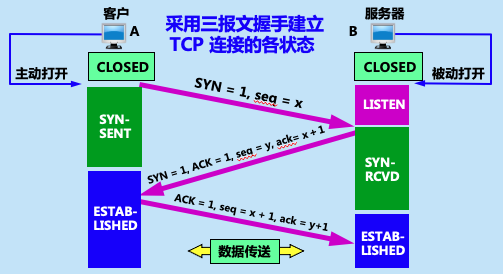 客户
服务器
采用三报文握手建立
A
B
TCP 连接的各状态
主动打开
CLOSED
CLOSED
被动打开
SYN = 1, seq = x
LISTEN
SYN-
SENT
SYN = 1, ACK = 1, seq = y, ack= x + 1
SYN-
RCVD
ESTAB-
LISHED
ACK = 1, seq = x + 1, ack = y+1
ESTAB-
LISHED
数据传送